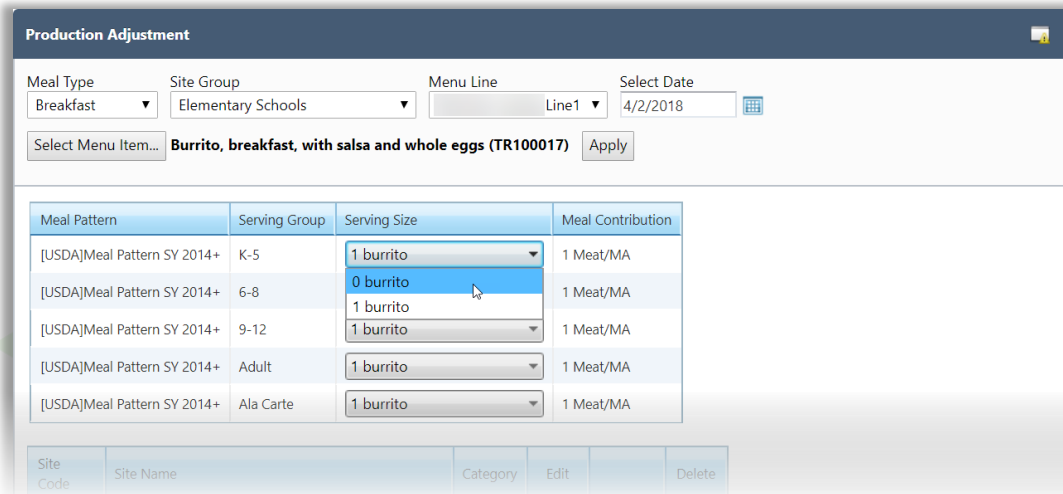 Production Adjustment
Meal Type Site Group Menu Line Select Date
Breakfast Elementary Schools Line1 4/2/2018
Select Menu Item... Burrito, breakfast, with salsa and whole eggs (TR100017) Apply
Meal Pattern Serving Group Serving Size Meal Contribution
[USDA]Meal Pattern SY 2014+ K-5 1 burrito 1 Meat/MA
[USDA]Meal Pattern SY 2014+ 6-8 0 burrito 1 Meat/MA
1 burrito
[USDA]Meal Pattern SY 2014+ 9-12 1 burrito 1 Meat/MA
[USDA]Meal Pattern SY 2014+ Adult 1 burrito 1 Meat/MA
[USDA]Meal Pattern SY 2014+ Ala Carte 1 burrito 1 Meat/MA
Site Code Site Name Category Edit Delete